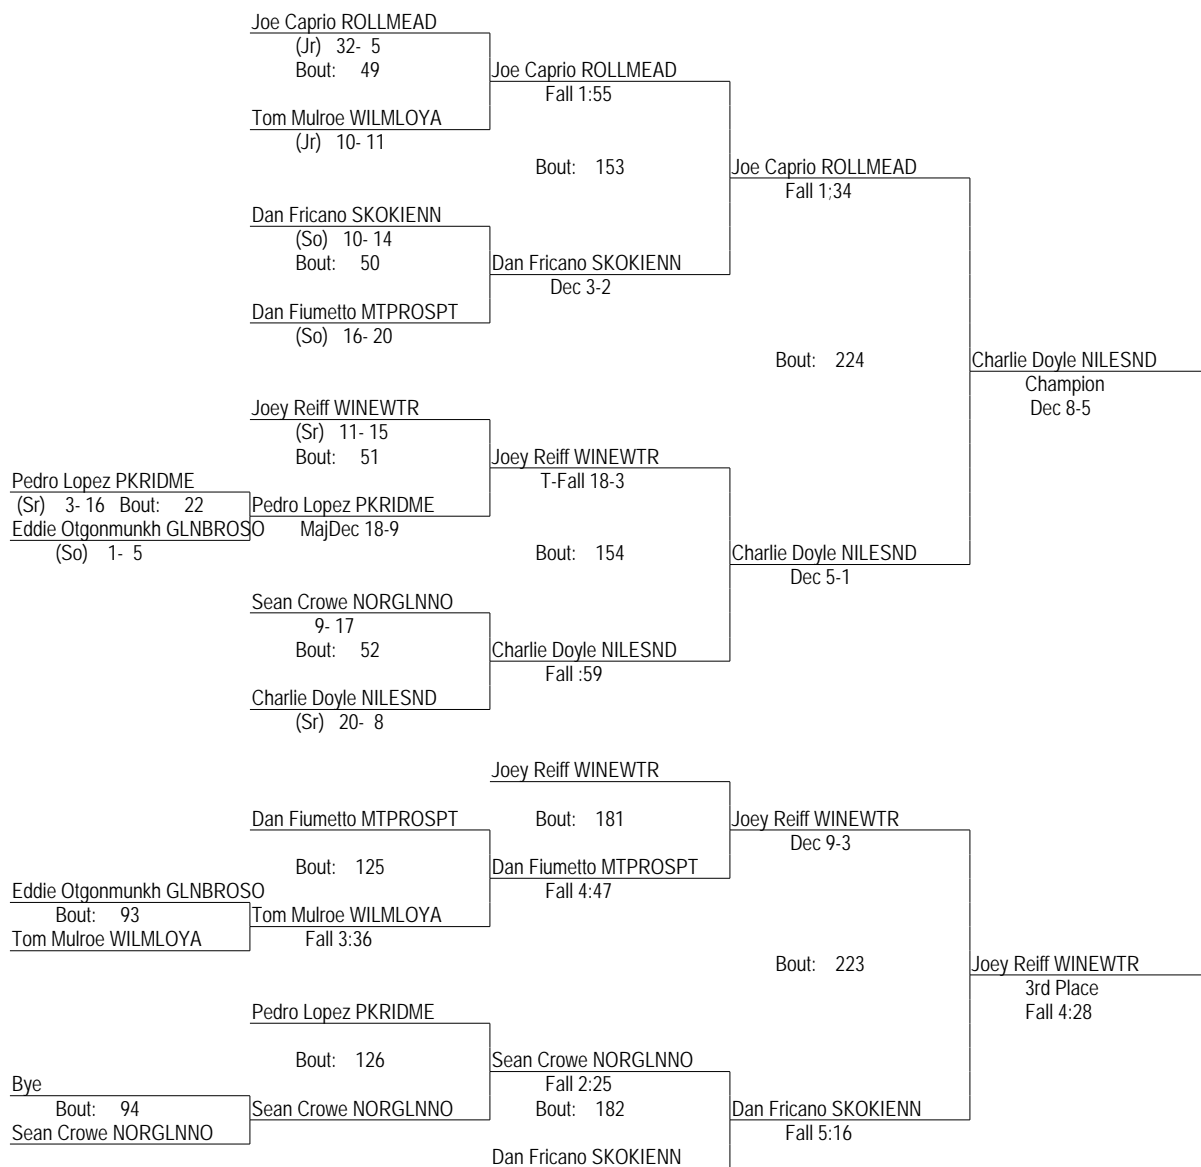 Joe Caprio ROLLMEAD
(Jr) 32- 5
Bout: 49
Joe Caprio ROLLMEAD
Fall 1:55
Tom Mulroe WILMLOYA
(Jr) 10- 11
Bout: 153
Joe Caprio ROLLMEAD
Fall 1;34
Dan Fricano SKOKIENN
(So) 10- 14
Bout: 50
Dan Fricano SKOKIENN
Dec 3-2
Dan Fiumetto MTPROSPT
(So) 16- 20
Bout: 224
Charlie Doyle NILESND
Champion
Dec 8-5
Joey Reiff WINEWTR
(Sr) 11- 15
Bout: 51
Joey Reiff WINEWTR
T-Fall 18-3
Pedro Lopez PKRIDME
(Sr) 3- 16 Bout: 22
Pedro Lopez PKRIDME
MajDec 18-9
Eddie Otgonmunkh GLNBROSO
(So) 1- 5
Bout: 154
Charlie Doyle NILESND
Dec 5-1
Sean Crowe NORGLNNO
9- 17
Bout: 52
Charlie Doyle NILESND
Fall :59
Charlie Doyle NILESND
(Sr) 20- 8
Joey Reiff WINEWTR
Bout: 181
Joey Reiff WINEWTR
Dec 9-3
Dan Fiumetto MTPROSPT
Bout: 125
Dan Fiumetto MTPROSPT
Fall 4:47
Eddie Otgonmunkh GLNBROSO
Bout: 93
Tom Mulroe WILMLOYA
Fall 3:36
Tom Mulroe WILMLOYA
Bout: 223
Joey Reiff WINEWTR
3rd Place
Fall 4:28
Pedro Lopez PKRIDME
Bout: 126
Sean Crowe NORGLNNO
Fall 2:25
Bye
Bout: 94
Sean Crowe NORGLNNO
Sean Crowe NORGLNNO
Bout: 182
Dan Fricano SKOKIENN
Fall 5:16
Dan Fricano SKOKIENN